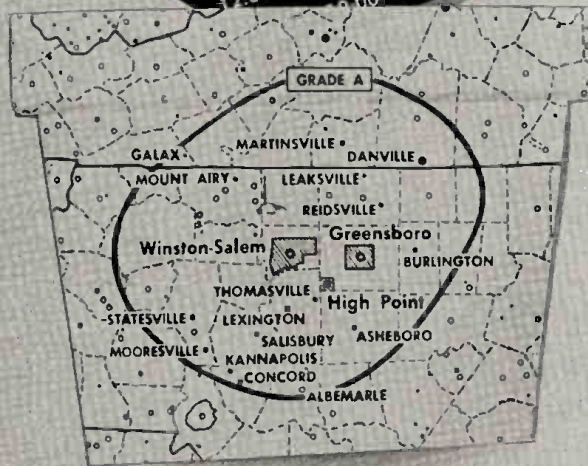 GRADE A
GALAX
MARTINSVILLE
DANVILLE
MOUNT AIRY
LEAKSVILLE
REIDSVILLE
Winston-Salem
Greensboro
BURLINGTON
THOMASVILLE
High Point
STATESVILLE
LEXINGTON
ASHEBORO
SALISBURY
MOORESVILLE
KANNAPOLIS
CONCORD
ALBEMARLE